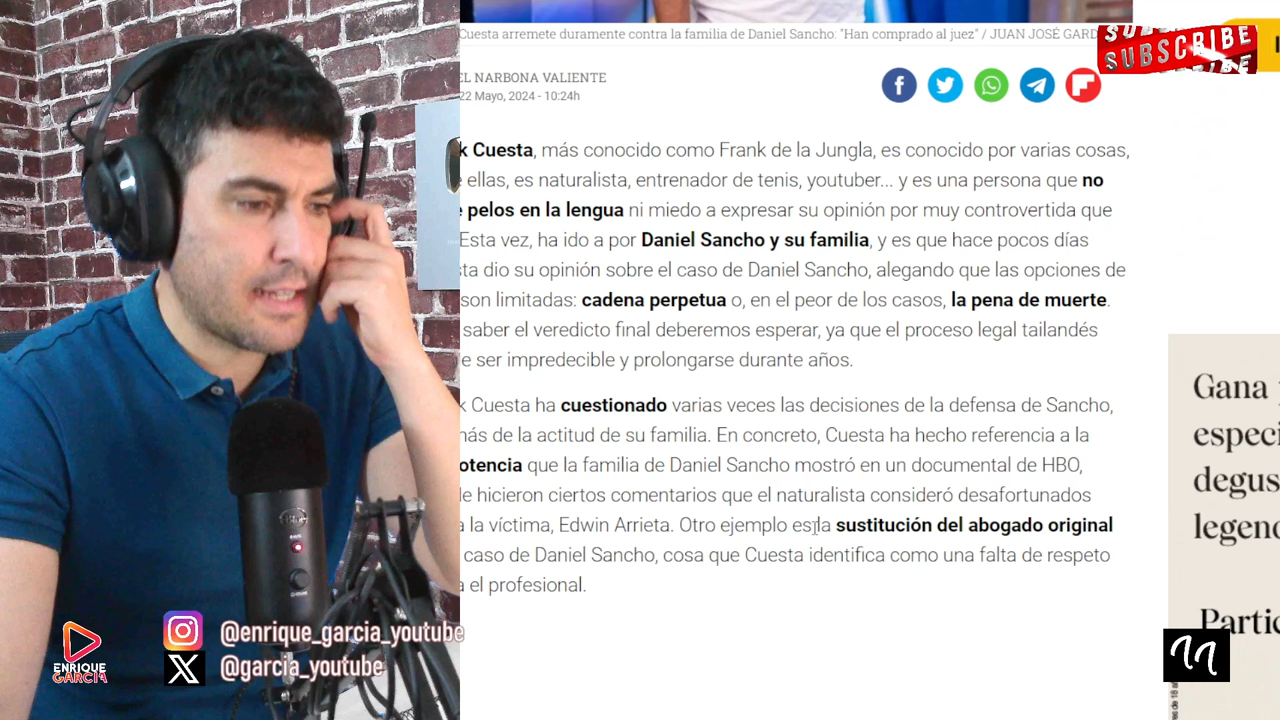 Cuesta arremete duramente contra la familia de Daniel Sancho: "Han comprado al juez" / JUAN JOSÉ GARD
SUBSCRIBE
EL NARBONA VALIENTE
22 Mayo, 2024 - 10:24h
k Cuesta, más conocido como Frank de la Jungla, es conocido por varias cosas,
ellas, es naturalista, entrenador de tenis, youtuber... y es una persona que no
pelos en la lengua ni miedo a expresar su opinión por muy controvertida que
Esta vez, ha ido a por Daniel Sancho y su familia, y es que hace pocos días
sta dio su opinión sobre el caso de Daniel Sancho, alegando que las opciones de
son limitadas: cadena perpetua o, en el peor de los casos, la pena de muerte.
saber el veredicto final deberemos esperar, ya que el proceso legal tailandés
e ser impredecible y prolongarse durante años.
k Cuesta ha cuestionado varias veces las decisiones de la defensa de Sancho,
más de la actitud de su familia. En concreto, Cuesta ha hecho referencia a la
otencia que la familia de Daniel Sancho mostró en un documental de HBO,
de hicieron ciertos comentarios que el naturalista consideró desafortunados
a la víctima, Edwin Arrieta. Otro ejemplo es la sustitución del abogado original
caso de Daniel Sancho, cosa que Cuesta identifica como una falta de respeto
a el profesional.
Gana
especi
degus
legend
Partic
@enrique_garcia_youtube
@garcia_youtube
ENRIQUE
GARCIA